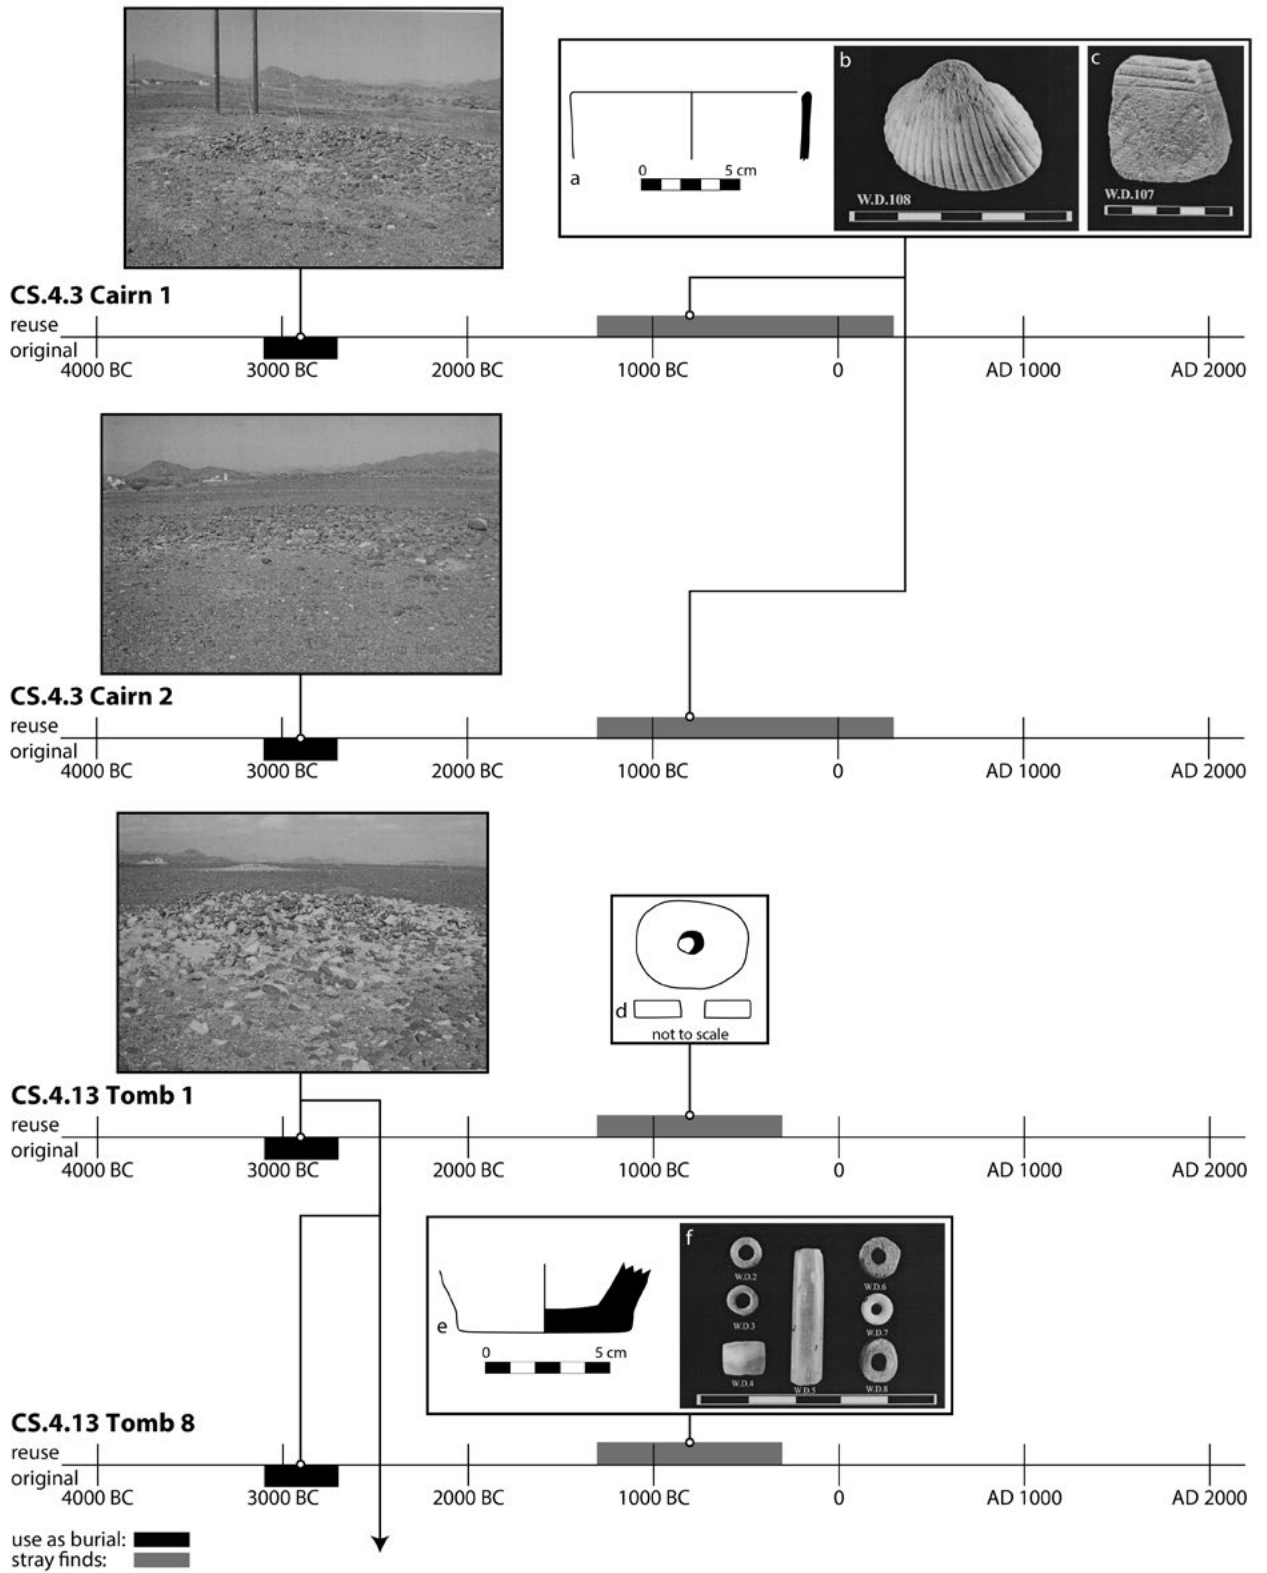 b
c
0 5 cm
a
W.D.108
W.D.107
CS.4.3 Cairn 1
reuse
original
4000 BC 3000 BC 2000 BC 1000 BC 0 AD 1000 AD 2000
CS.4.3 Cairn 2
reuse
original
4000 BC 3000 BC 2000 BC 1000 BC 0 AD 1000 AD 2000
d
not to scale
CS.4.13 Tomb 1
reuse
original
4000 BC 3000 BC 2000 BC 1000 BC 0 AD 1000 AD 2000
f
W.D.2
W.D.6
e
W.D.3
W.D.7
0 5 cm
W.D.4
W.D.5
W.D.8
CS.4.13 Tomb 8
reuse
original
4000 BC 3000 BC 2000 BC 1000 BC 0 AD 1000 AD 2000
use as burial:
stray finds: